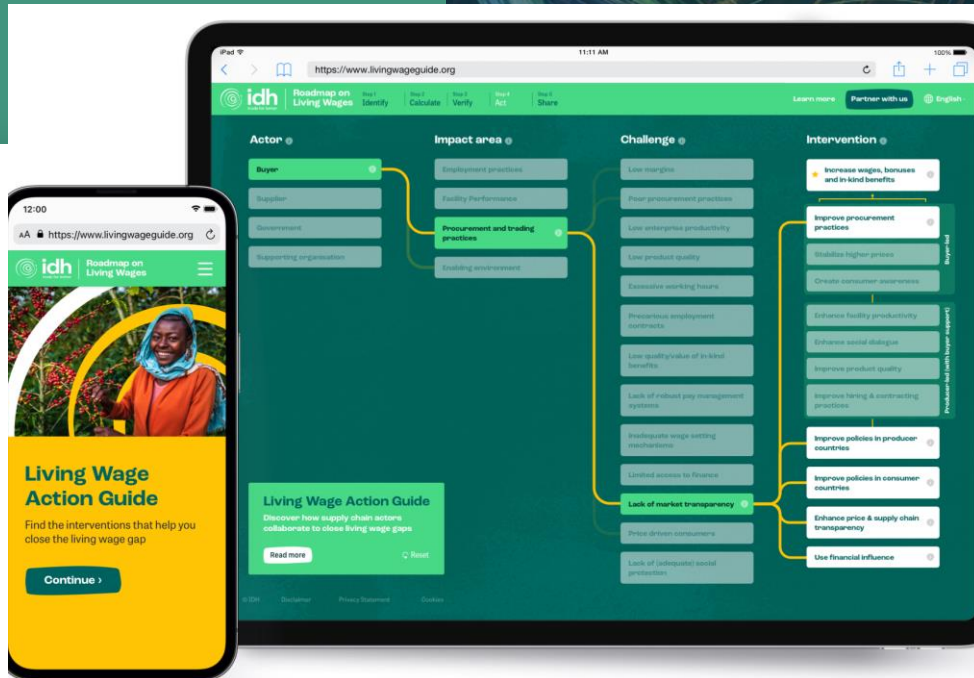 iPad
11:11 AM
100%
https://www.livingwageguide.org
idh
Roadmap on
Living Wages
Step 1
Identify
Step 2
Calculate
Step 3
Verify
Step 4
Act
Step 5
Share
Learn more
Partner with us
English
Actor
Buyer
Supplier
Government
Supporting organisation
Impact area
Employment practices
Facility Performance
Procurement and trading
practices
Enabling environment
Challenge
Low margins
Poor procurement practices
Low enterprise productivity
Low product quality
Excessive working hours
Precarious employment
contracts
Low quality/value of in-kind
benefits
Lack of robust pay management
systems
Inadequate wage setting
mechanisms
Limited access to finance
Lack of market transparency
Price driven consumers
Lack of (adequate) social
protection
Intervention
Increase wages, bonuses
and in-kind benefits
Improve procurement
practices
Stabilize higher prices
Create consumer awareness
Buyer-led
Enhance facility productivity
Enhance social dialogue
Improve product quality
Improve hiring & contracting
practices
Producer-led (with buyer support)
Improve policies in producer
countries
Improve policies in consumer
countries
Enhance price & supply chain
transparency
Use financial influence
Living Wage Action Guide
Discover how supply chain actors
collaborate to close living wage gaps
Read more
Reset
© IDH
Disclaimer
Privacy Statement
Cookies
12:00
AA
https://www.livingwageguide.org
idh
Roadmap on
Living Wages
Living Wage
Action Guide
Find the interventions that help you
close the living wage gap
Continue ›